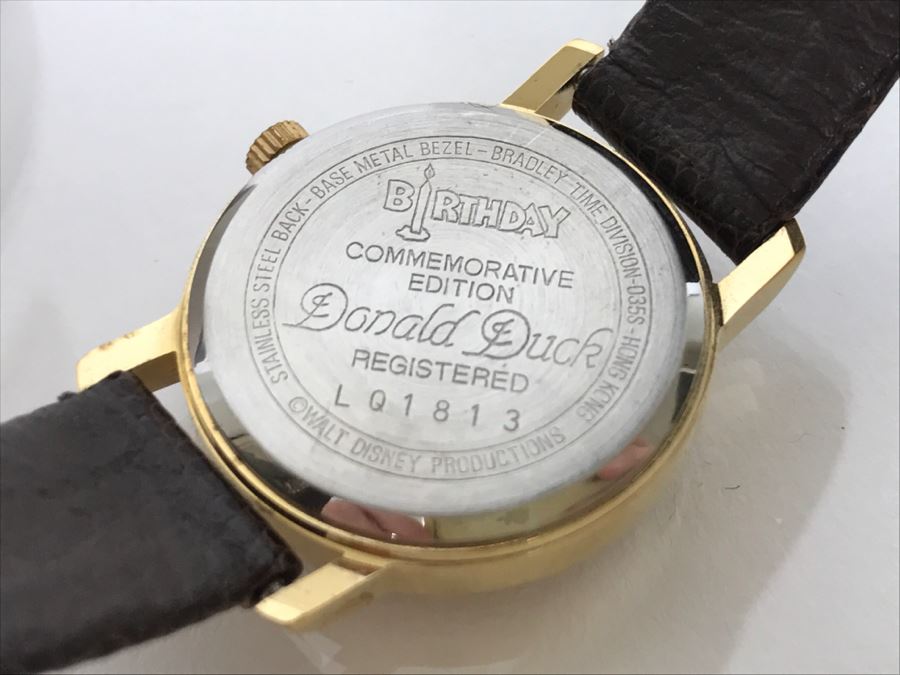 STAINLESS STEEL BACK-BASE METAL BEZEL-BRADLEY TIME DIVISION-035S-HONG KONG
BIRTHDAY
COMMEMORATIVE
EDITION
Donald Duck
REGISTERED
LQ1813
©WALT DISNEY PRODUCTIONS